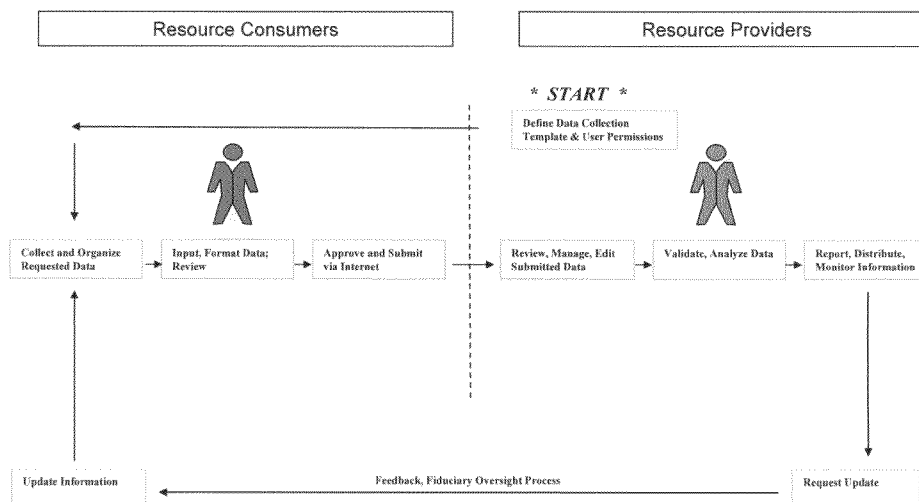 Resource Consumers
Resource Providers
* START *
Define Data Collection
Template & User Permissions
Collect and Organize
Requested Data
Input, Format Data;
Review
Approve and Submit
via Internet
Review, Manage, Edit
Submitted Data
Validate, Analyze Data
Report, Distribute,
Monitor Information
Update Information
Feedback, Fiduciary Oversight Process
Request Update